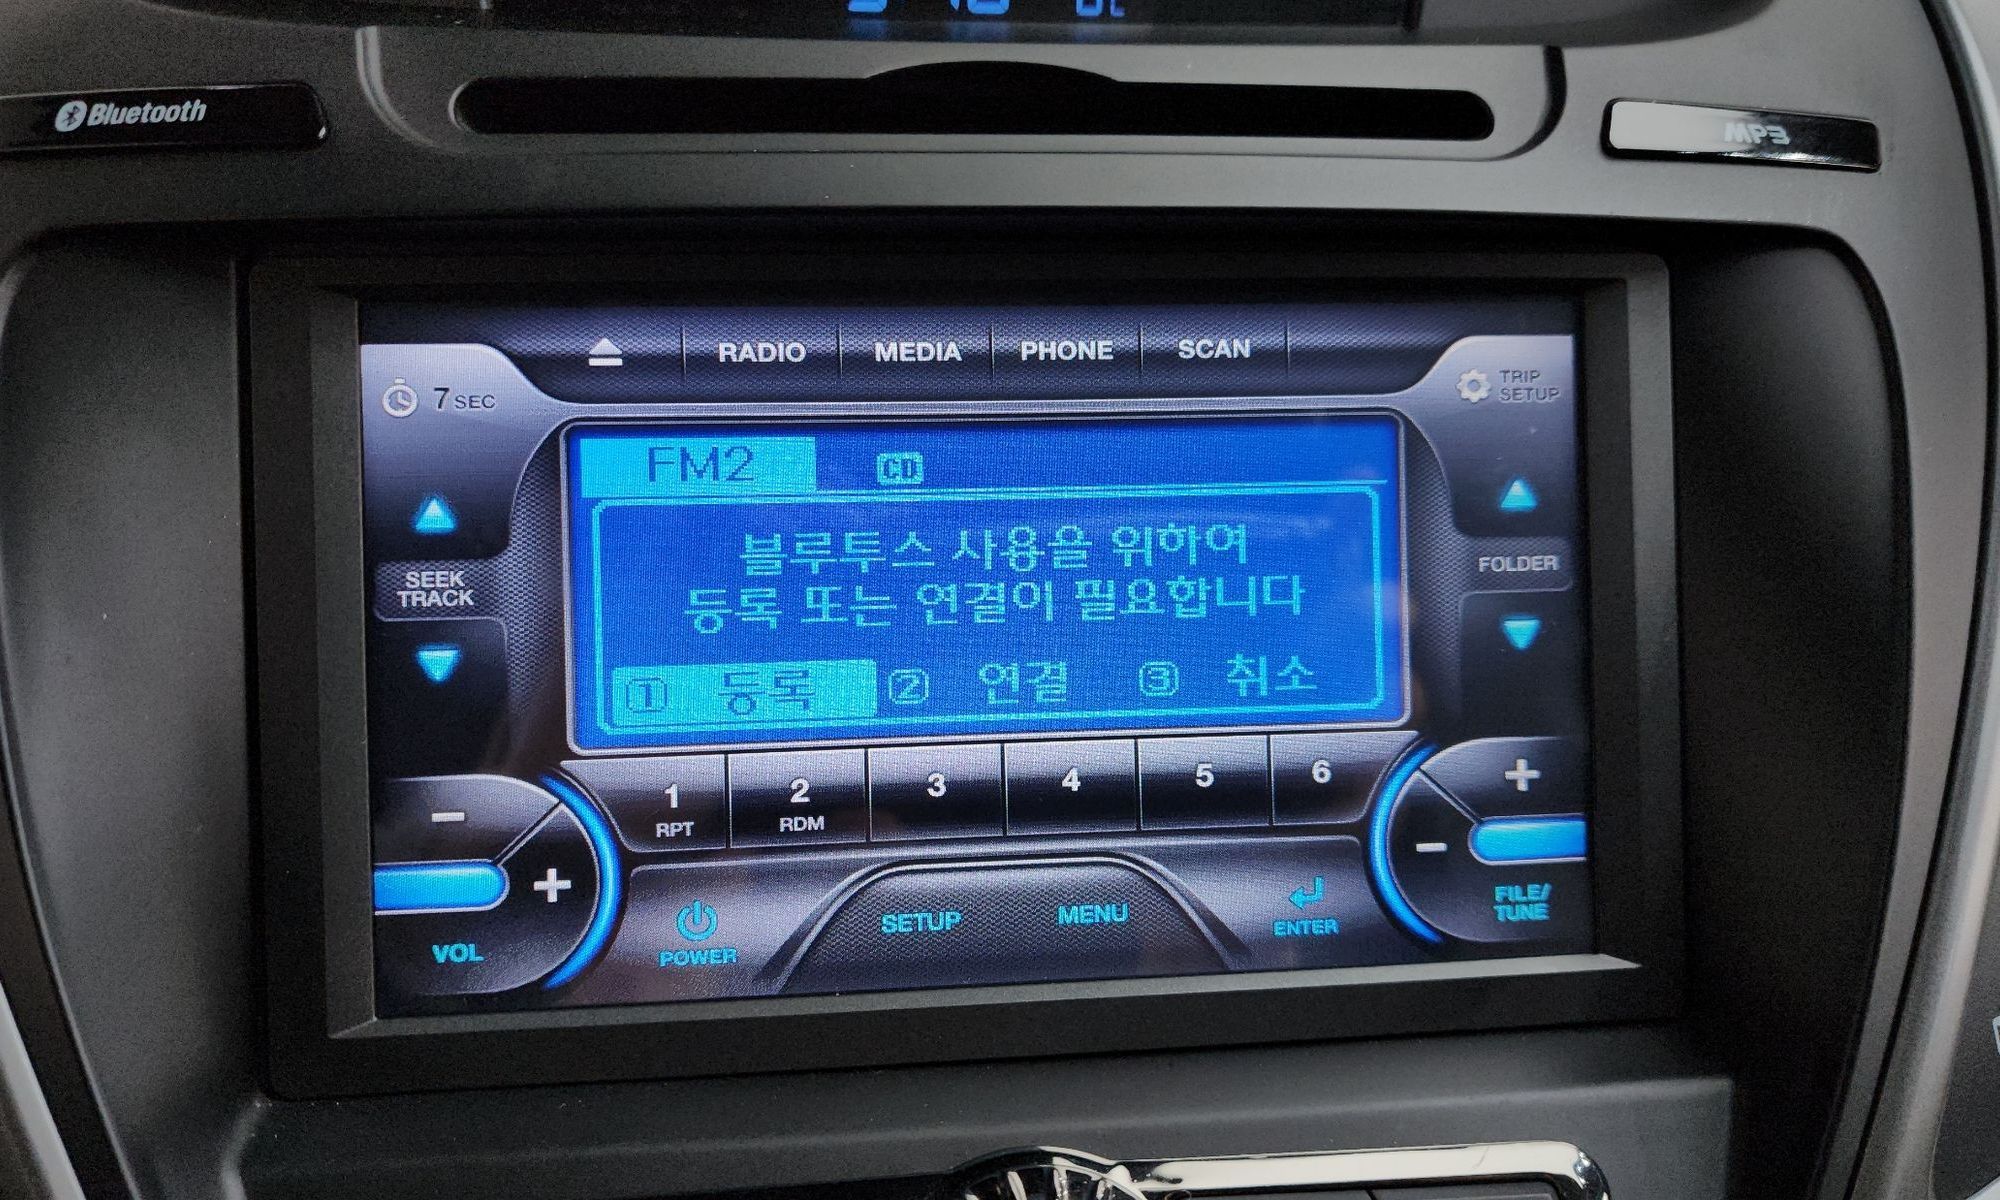 Bluetooth
MP3
RADIO MEDIA PHONE SCAN
7 SEC
TRIP
SETUP
FM2 CD
블루투스 사용을 위하여
등록 또는 연결이 필요합니다
1 등록 2 연결 3 취소
SEEK
TRACK
FOLDER
1 2 3 4 5 6
RPT RDM
- +
+ -
VOL
POWER
SETUP MENU
ENTER
FILE/
TUNE